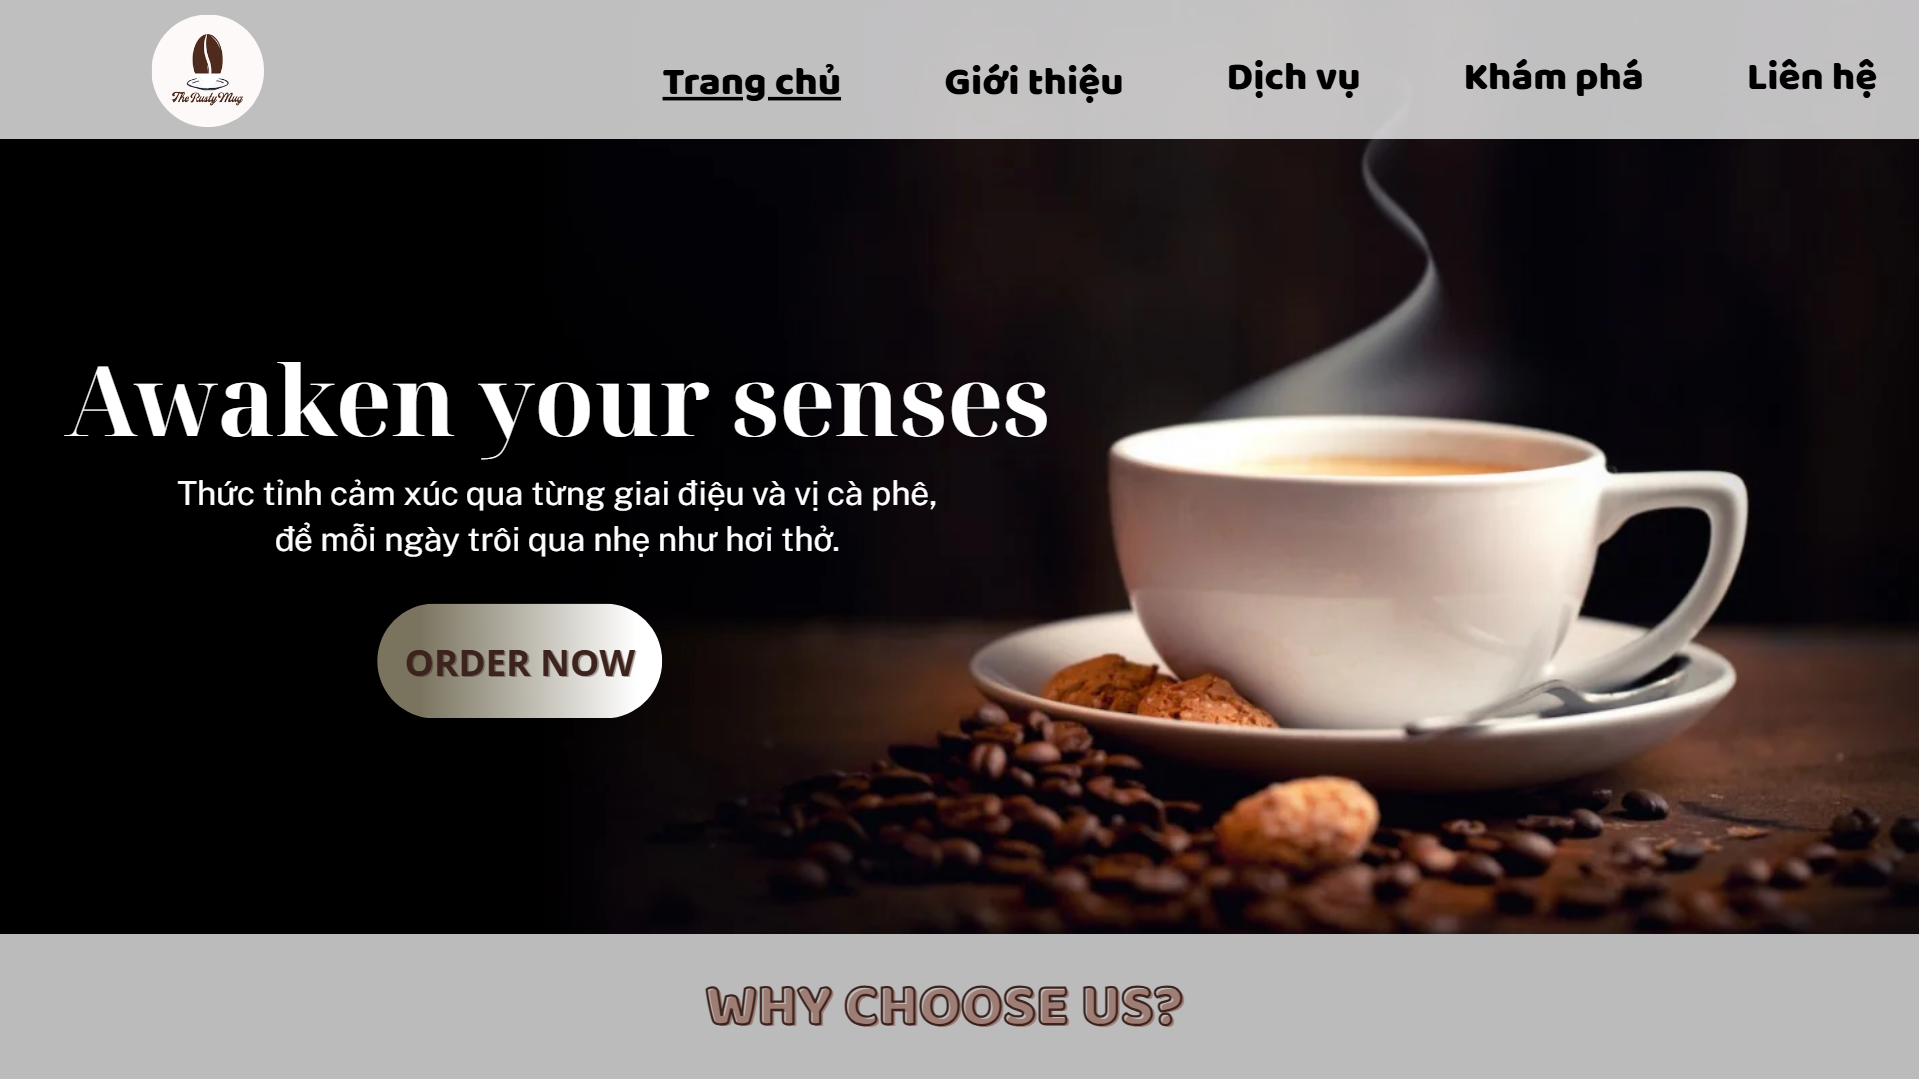 The Rusty Mug
Trang chủ
Giới thiệu
Dịch vụ
Khám phá
Liên hệ
Awaken your senses
Thức tỉnh cảm xúc qua từng giai điệu và vị cà phê,
để mỗi ngày trôi qua nhẹ như hơi thở.
ORDER NOW
WHY CHOOSE US?